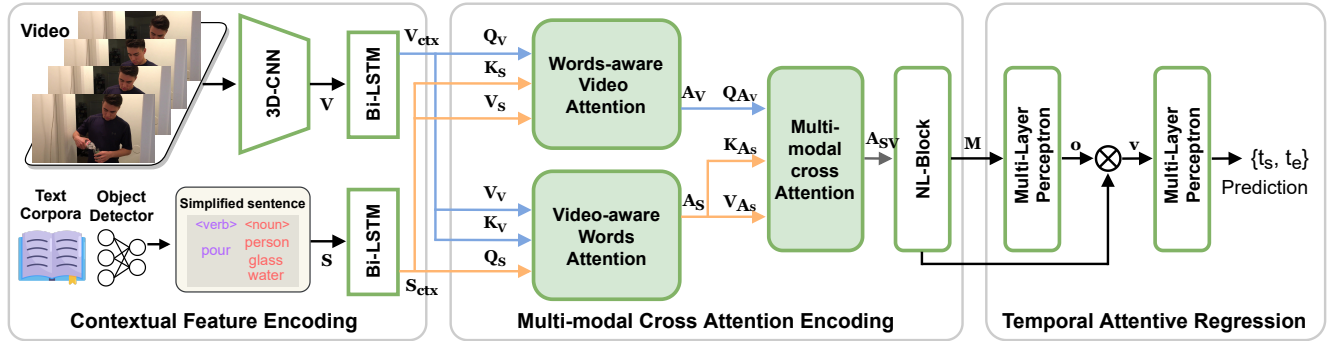 Video
3D-CNN
V
Bi-LSTM
V_ctx
Text
Corpora
Object
Detector
Simplified sentence
<verb> <noun>
pour
person
glass
water
S
Bi-LSTM
S_ctx
Contextual Feature Encoding
Q_V
K_S
V_S
Words-aware
Video
Attention
A_V
Q_A_V
V_V
K_V
Q_S
Video-aware
Words
Attention
A_S
K_A_s
V_A_s
Multi-
modal
cross
Attention
A_SV
NL-Block
M
Multi-modal Cross Attention Encoding
Multi-Layer
Perceptron
o
v
Multi-Layer
Perceptron
{t_s, t_e}
Prediction
Temporal Attentive Regression